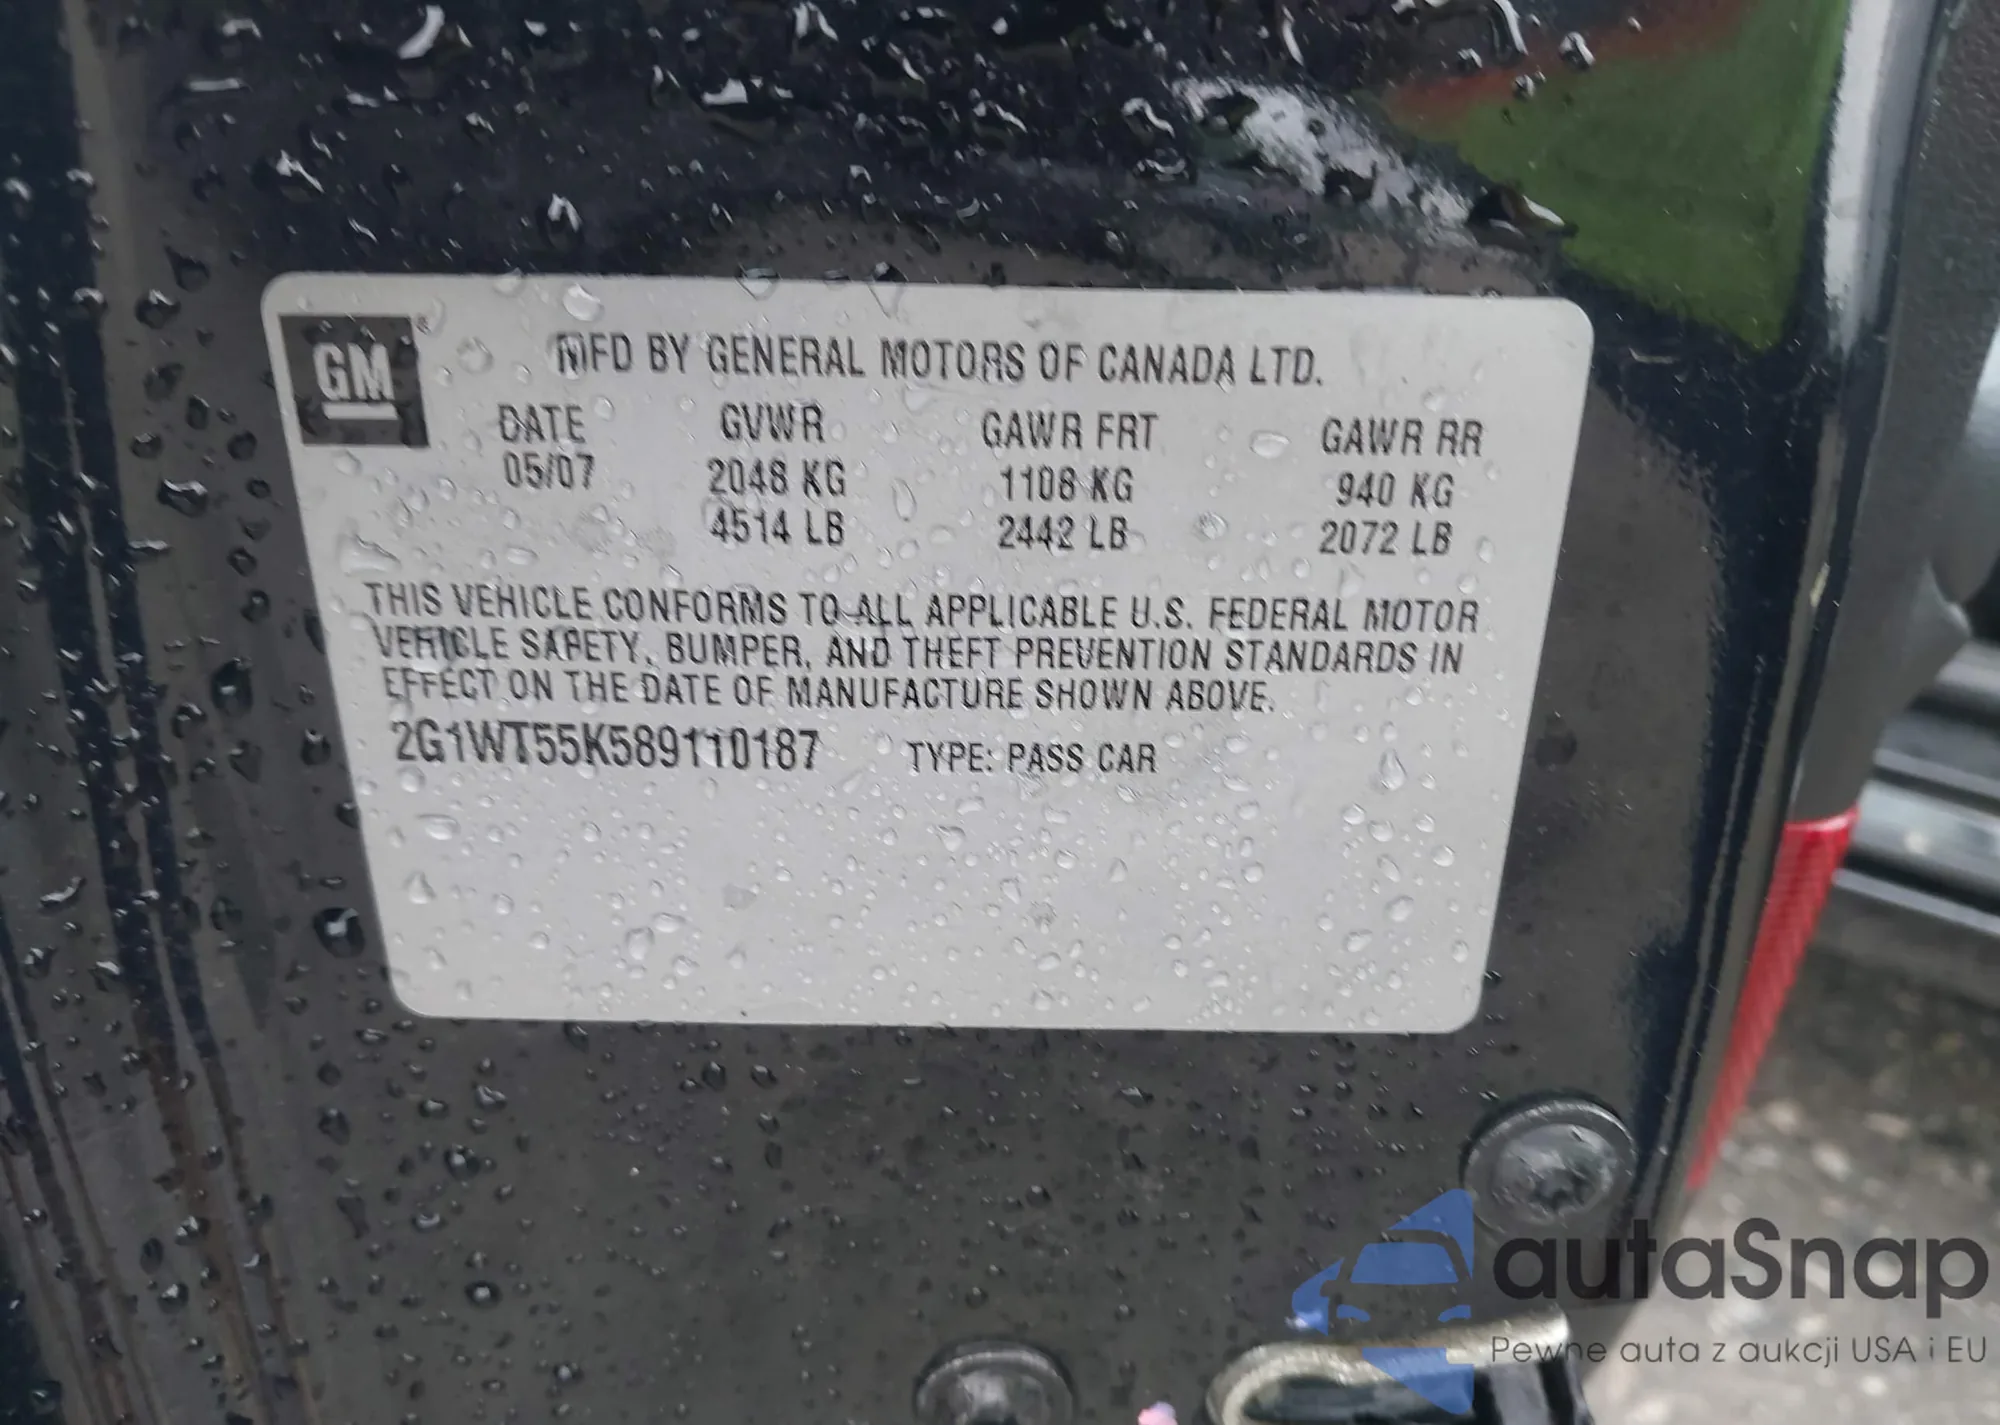 GM
MFD BY GENERAL MOTORS OF CANADA LTD.
DATE GVWR GAWR FRT GAWR RR
05/07 2048 KG 1108 KG 940 KG
4514 LB 2442 LB 2072 LB
THIS VEHICLE CONFORMS TO ALL APPLICABLE U.S. FEDERAL MOTOR
VEHICLE SAFETY, BUMPER, AND THEFT PREVENTION STANDARDS IN
EFFECT ON THE DATE OF MANUFACTURE SHOWN ABOVE.
2G1WT55K589110187 TYPE: PASS CAR
autaSnap
Pewne auta z aukcji USA i EU